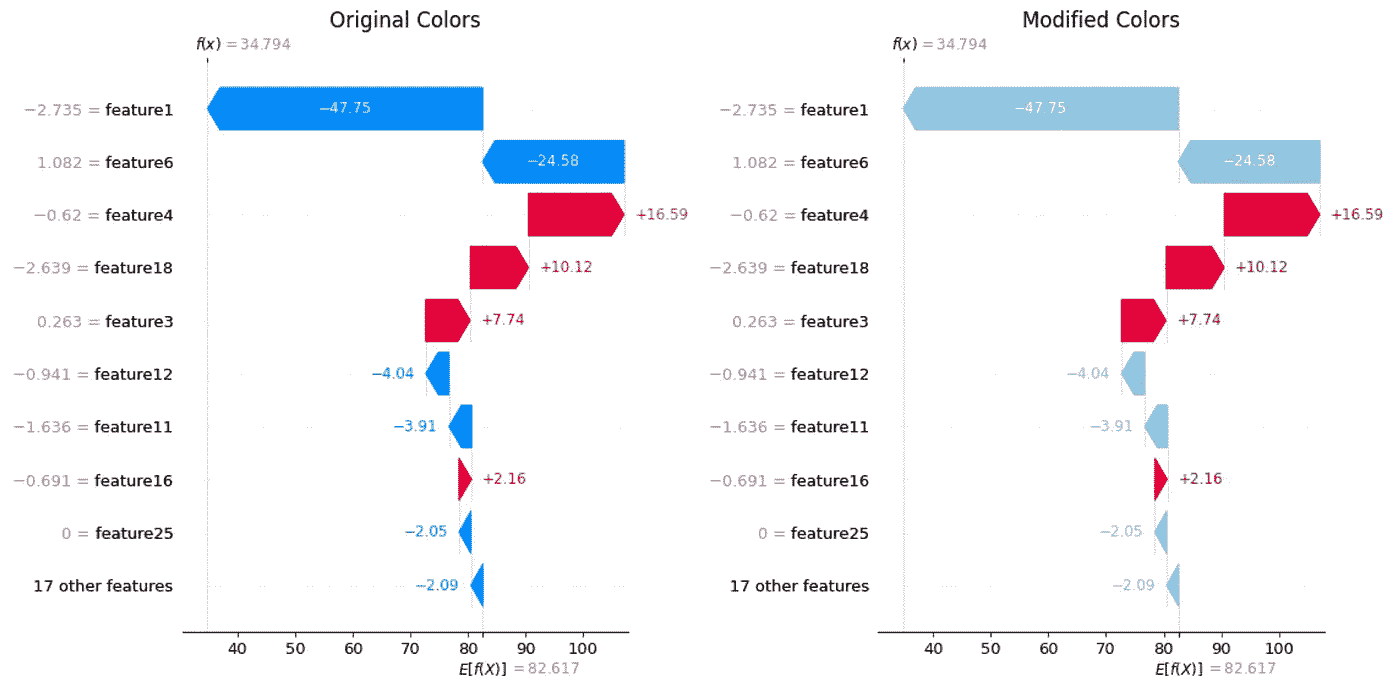 Original Colors
f(x) = 34.794
−2.735 = feature1
−47.75
1.082 = feature6
−24.58
−0.62 = feature4
+16.59
−2.639 = feature18
+10.12
0.263 = feature3
+7.74
−0.941 = feature12
−4.04
−1.636 = feature11
−3.91
−0.691 = feature16
+2.16
0 = feature25
−2.05
17 other features
−2.09
40 50 60 70 80 90 100
E[f(X)] = 82.617
Modified Colors
f(x) = 34.794
−2.735 = feature1
−47.75
1.082 = feature6
−24.58
−0.62 = feature4
+16.59
−2.639 = feature18
+10.12
0.263 = feature3
+7.74
−0.941 = feature12
−4.04
−1.636 = feature11
−3.91
−0.691 = feature16
+2.16
0 = feature25
−2.05
17 other features
−2.09
40 50 60 70 80 90 100
E[f(X)] = 82.617